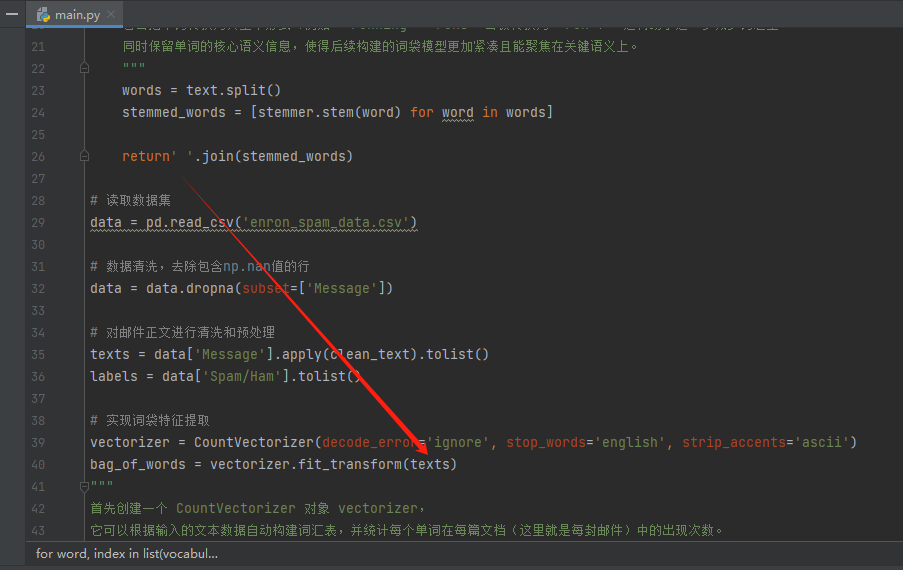 main.py
21 同时保留单词的核心语义信息，使得后续构建的词袋模型更加紧凑且能聚焦在关键语义上。
22 """
23 words = text.split()
24 stemmed_words = [stemmer.stem(word) for word in words]
25
26 return' '.join(stemmed_words)
27
28 # 读取数据集
29 data = pd.read_csv('enron_spam_data.csv')
30
31 # 数据清洗，去除包含np.nan值的行
32 data = data.dropna(subset=['Message'])
33
34 # 对邮件正文进行清洗和预处理
35 texts = data['Message'].apply(clean_text).tolist()
36 labels = data['Spam/Ham'].tolist()
37
38 # 实现词袋特征提取
39 vectorizer = CountVectorizer(decode_error='ignore', stop_words='english', strip_accents='ascii')
40 bag_of_words = vectorizer.fit_transform(texts)
41 """
42 首先创建一个 CountVectorizer 对象 vectorizer，
43 它可以根据输入的文本数据自动构建词汇表，并统计每个单词在每篇文档（这里就是每封邮件）中的出现次数。
for word, index in list(vocabul...